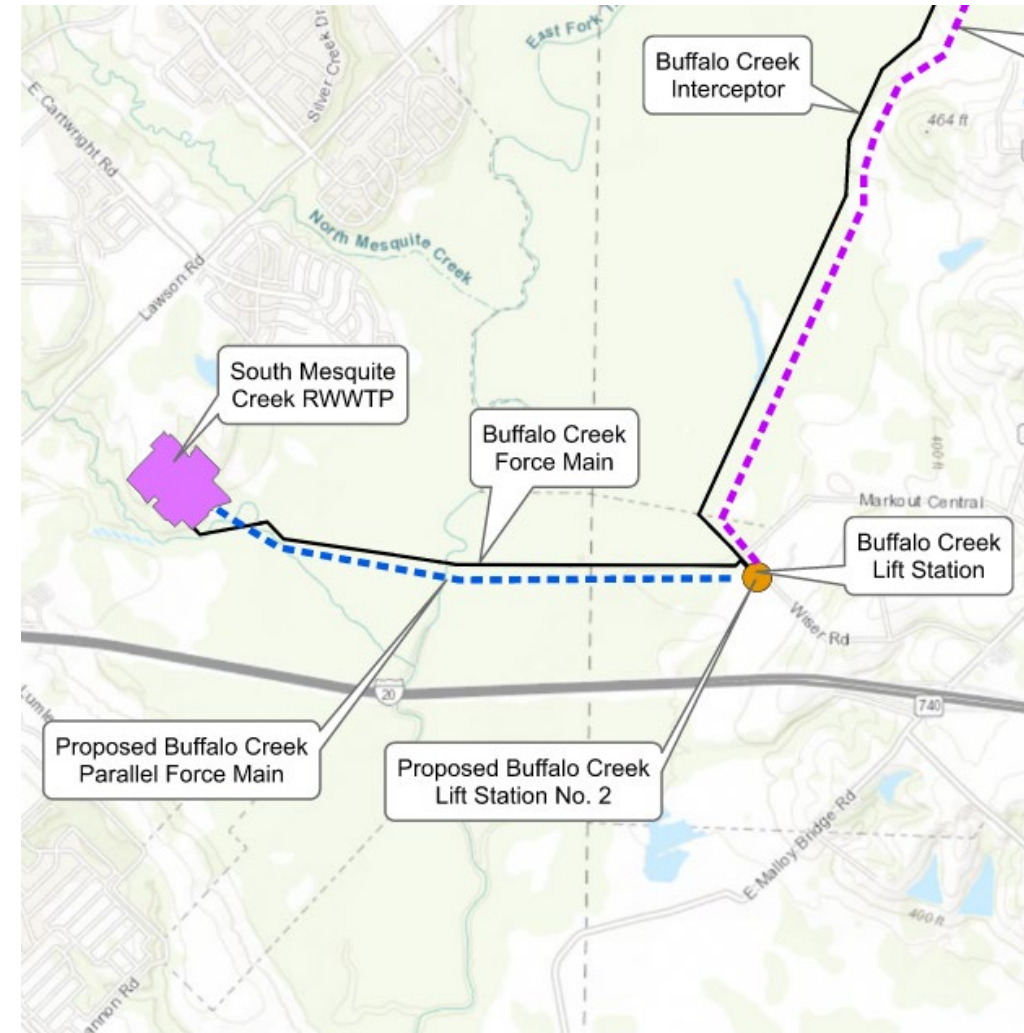 Silver Creek Dr
East Fork
Buffalo Creek
Interceptor
464 ft
E Cartwright Rd
North Mesquite Creek
Lawson Rd
South Mesquite
Creek RWWTP
Buffalo Creek
Force Main
400 ft
Markout Central
Buffalo Creek
Lift Station
Wiser Rd
20
740
Proposed Buffalo Creek
Parallel Force Main
Proposed Buffalo Creek
Lift Station No. 2
E Malloy Bridge Rd
400 ft
Rd